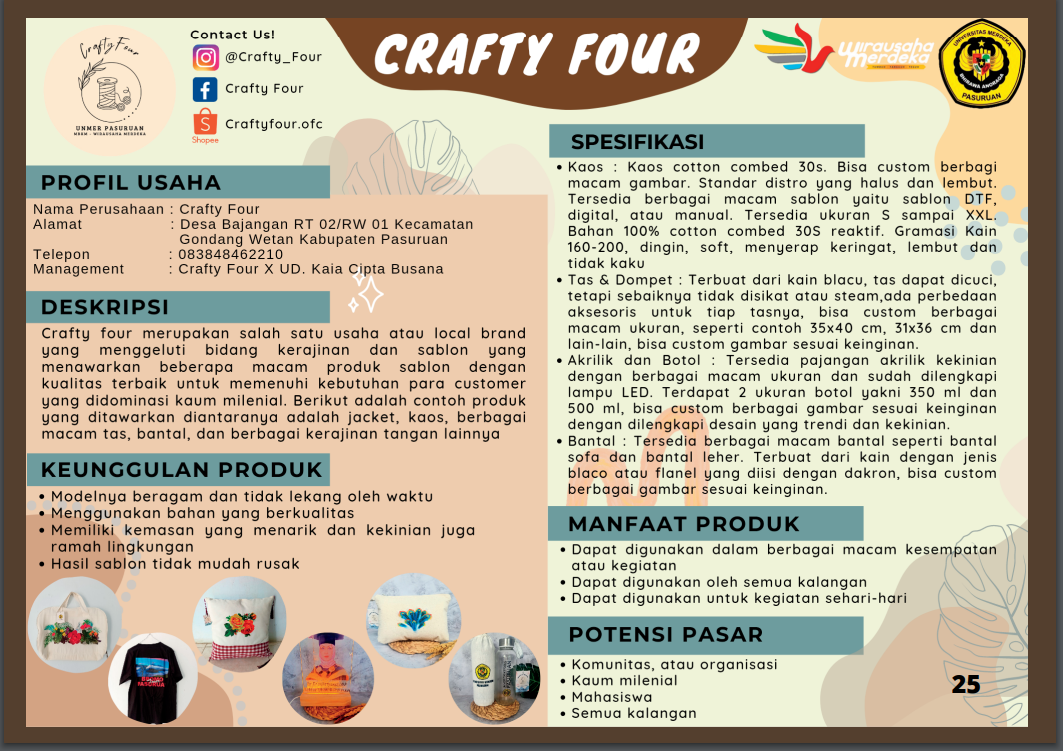 Crafty Four
UNMER PASURUAN
MBKM - WIRAUSAHA MERDEKA
Contact Us!
@Crafty_Four
Crafty Four
Craftyfour.ofc
Shopee
CRAFTY FOUR
wirausaha
merdeka
UNIVERSITAS MERDEKA
PASURUAN
PROFIL USAHA
Nama Perusahaan : Crafty Four
Alamat : Desa Bajangan RT 02/RW 01 Kecamatan
Gondang Wetan Kabupaten Pasuruan
Telepon : 083848462210
Management : Crafty Four X UD. Kaia Cipta Busana
DESKRIPSI
Crafty four merupakan salah satu usaha atau local brand
yang menggeluti bidang kerajinan dan sablon yang
menawarkan beberapa macam produk sablon dengan
kualitas terbaik untuk memenuhi kebutuhan para customer
yang didominasi kaum milenial. Berikut adalah contoh produk
yang ditawarkan diantaranya adalah jacket, kaos, berbagai
macam tas, bantal, dan berbagai kerajinan tangan lainnya
KEUNGGULAN PRODUK
• Modelnya beragam dan tidak lekang oleh waktu
• Menggunakan bahan yang berkualitas
• Memiliki kemasan yang menarik dan kekinian juga
ramah lingkungan
• Hasil sablon tidak mudah rusak
SPESIFIKASI
• Kaos : Kaos cotton combed 30s. Bisa custom berbagi
macam gambar. Standar distro yang halus dan lembut.
Tersedia berbagai macam sablon yaitu sablon DTF,
digital, atau manual. Tersedia ukuran S sampai XXL.
Bahan 100% cotton combed 30S reaktif. Gramasi Kain
160-200, dingin, soft, menyerap keringat, lembut dan
tidak kaku
• Tas & Dompet : Terbuat dari kain blacu, tas dapat dicuci,
tetapi sebaiknya tidak disikat atau steam,ada perbedaan
aksesoris untuk tiap tasnya, bisa custom berbagai
macam ukuran, seperti contoh 35x40 cm, 31x36 cm dan
lain-lain, bisa custom gambar sesuai keinginan.
• Akrilik dan Botol : Tersedia pajangan akrilik kekinian
dengan berbagai macam ukuran dan sudah dilengkapi
lampu LED. Terdapat 2 ukuran botol yakni 350 ml dan
500 ml, bisa custom berbagai gambar sesuai keinginan
dengan dilengkapi desain yang trendi dan kekinian.
• Bantal : Tersedia berbagai macam bantal seperti bantal
sofa dan bantal leher. Terbuat dari kain dengan jenis
blaco atau flanel yang diisi dengan dakron, bisa custom
berbagai gambar sesuai keinginan.
MANFAAT PRODUK
• Dapat digunakan dalam berbagai macam kesempatan
atau kegiatan
• Dapat digunakan oleh semua kalangan
• Dapat digunakan untuk kegiatan sehari-hari
POTENSI PASAR
• Komunitas, atau organisasi
• Kaum milenial
• Mahasiswa
• Semua kalangan
25